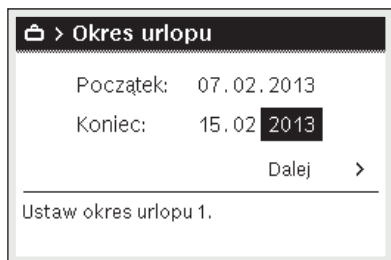 > Okres urlopu
Początek: 07.02.2013
Koniec: 15.02 2013
Dalej >
Ustaw okres urlopu 1.